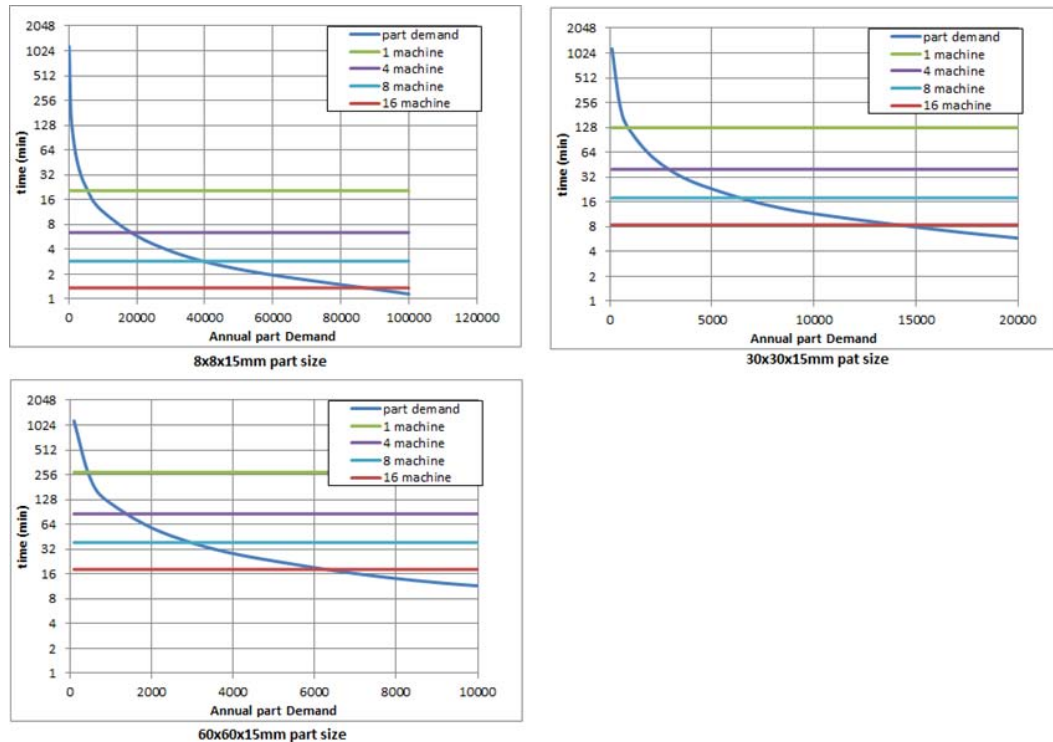 2048
1024
512
256
128
64
32
16
8
4
2
1
time (min)
part demand
1 machine
4 machine
8 machine
16 machine
0 20000 40000 60000 80000 100000 120000
Annual part Demand
8x8x15mm part size
2048
1024
512
256
128
64
32
16
8
4
2
1
time (min)
part demand
1 machine
4 machine
8 machine
16 machine
0 5000 10000 15000 20000
Annual part Demand
30x30x15mm pat size
2048
1024
512
256
128
64
32
16
8
4
2
1
time (min)
part demand
1 machine
4 machine
8 machine
16 machine
0 2000 4000 6000 8000 10000
Annual part Demand
60x60x15mm part size